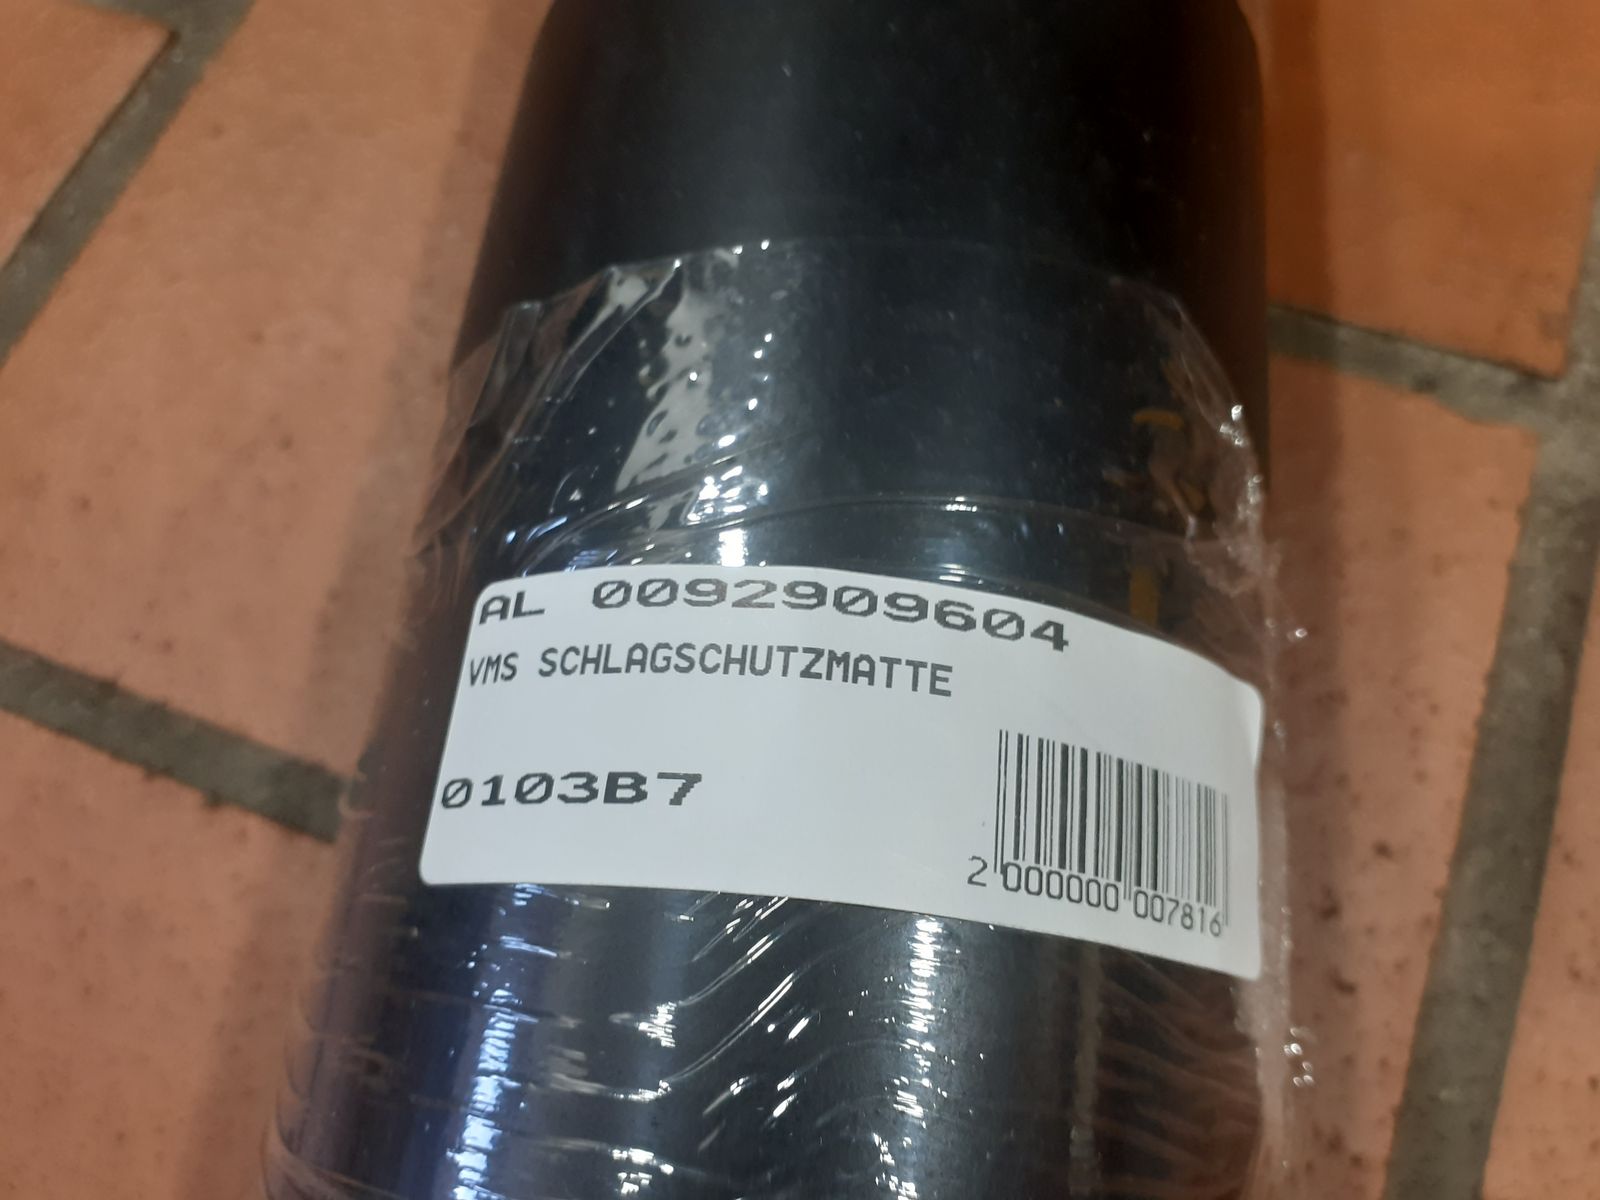 AL 0092909604
VMS SCHLAGSCHUTZMATTE
0103B7
2 000000 007816